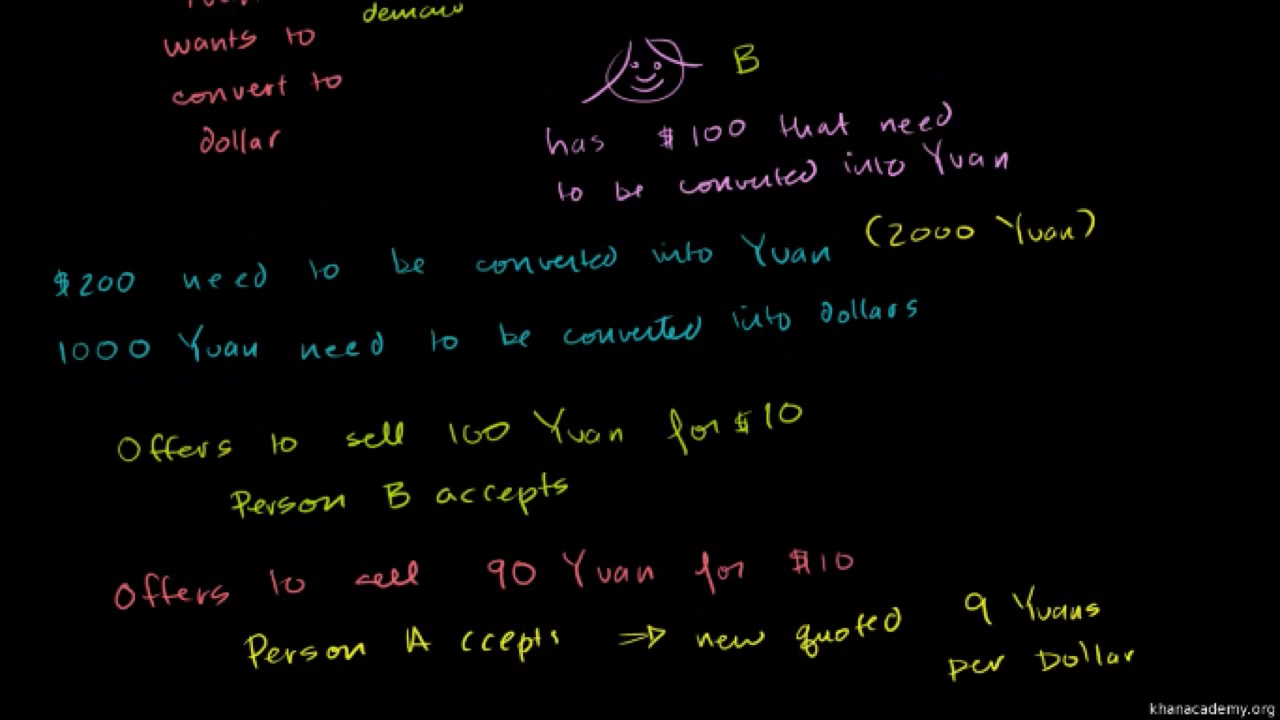 wants to
convert to
dollar
B
has $100 that need
to be converted into Yuan
$200 need to be converted into Yuan (2000 Yuan)
1000 Yuan need to be converted into dollars
Offers to sell 100 Yuan for $10
Person B accepts
Offers to sell 90 Yuan for $10
Person A ccepts ⇒ new quoted 9 Yuans
per Dollar
khanacademy.org